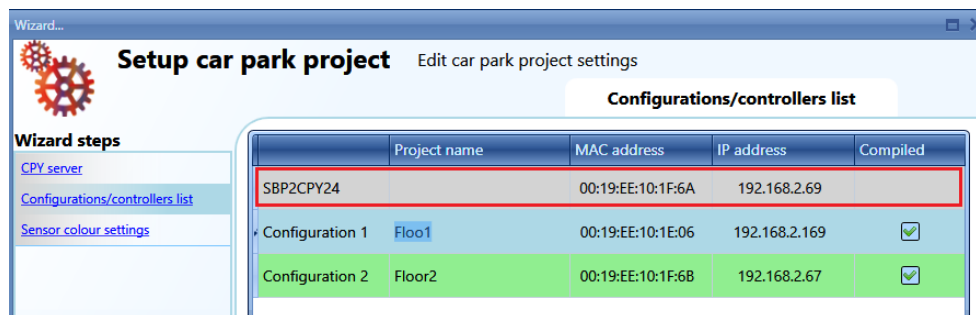 Wizard...
Setup car park project Edit car park project settings
Configurations/controllers list
Wizard steps
CPY server
Configurations/controllers list
Sensor colour settings
Project name MAC address IP address Compiled
SBP2CPY24 00:19:EE:10:1F:6A 192.168.2.69
Configuration 1 Floo1 00:19:EE:10:1E:06 192.168.2.169
Configuration 2 Floor2 00:19:EE:10:1F:6B 192.168.2.67